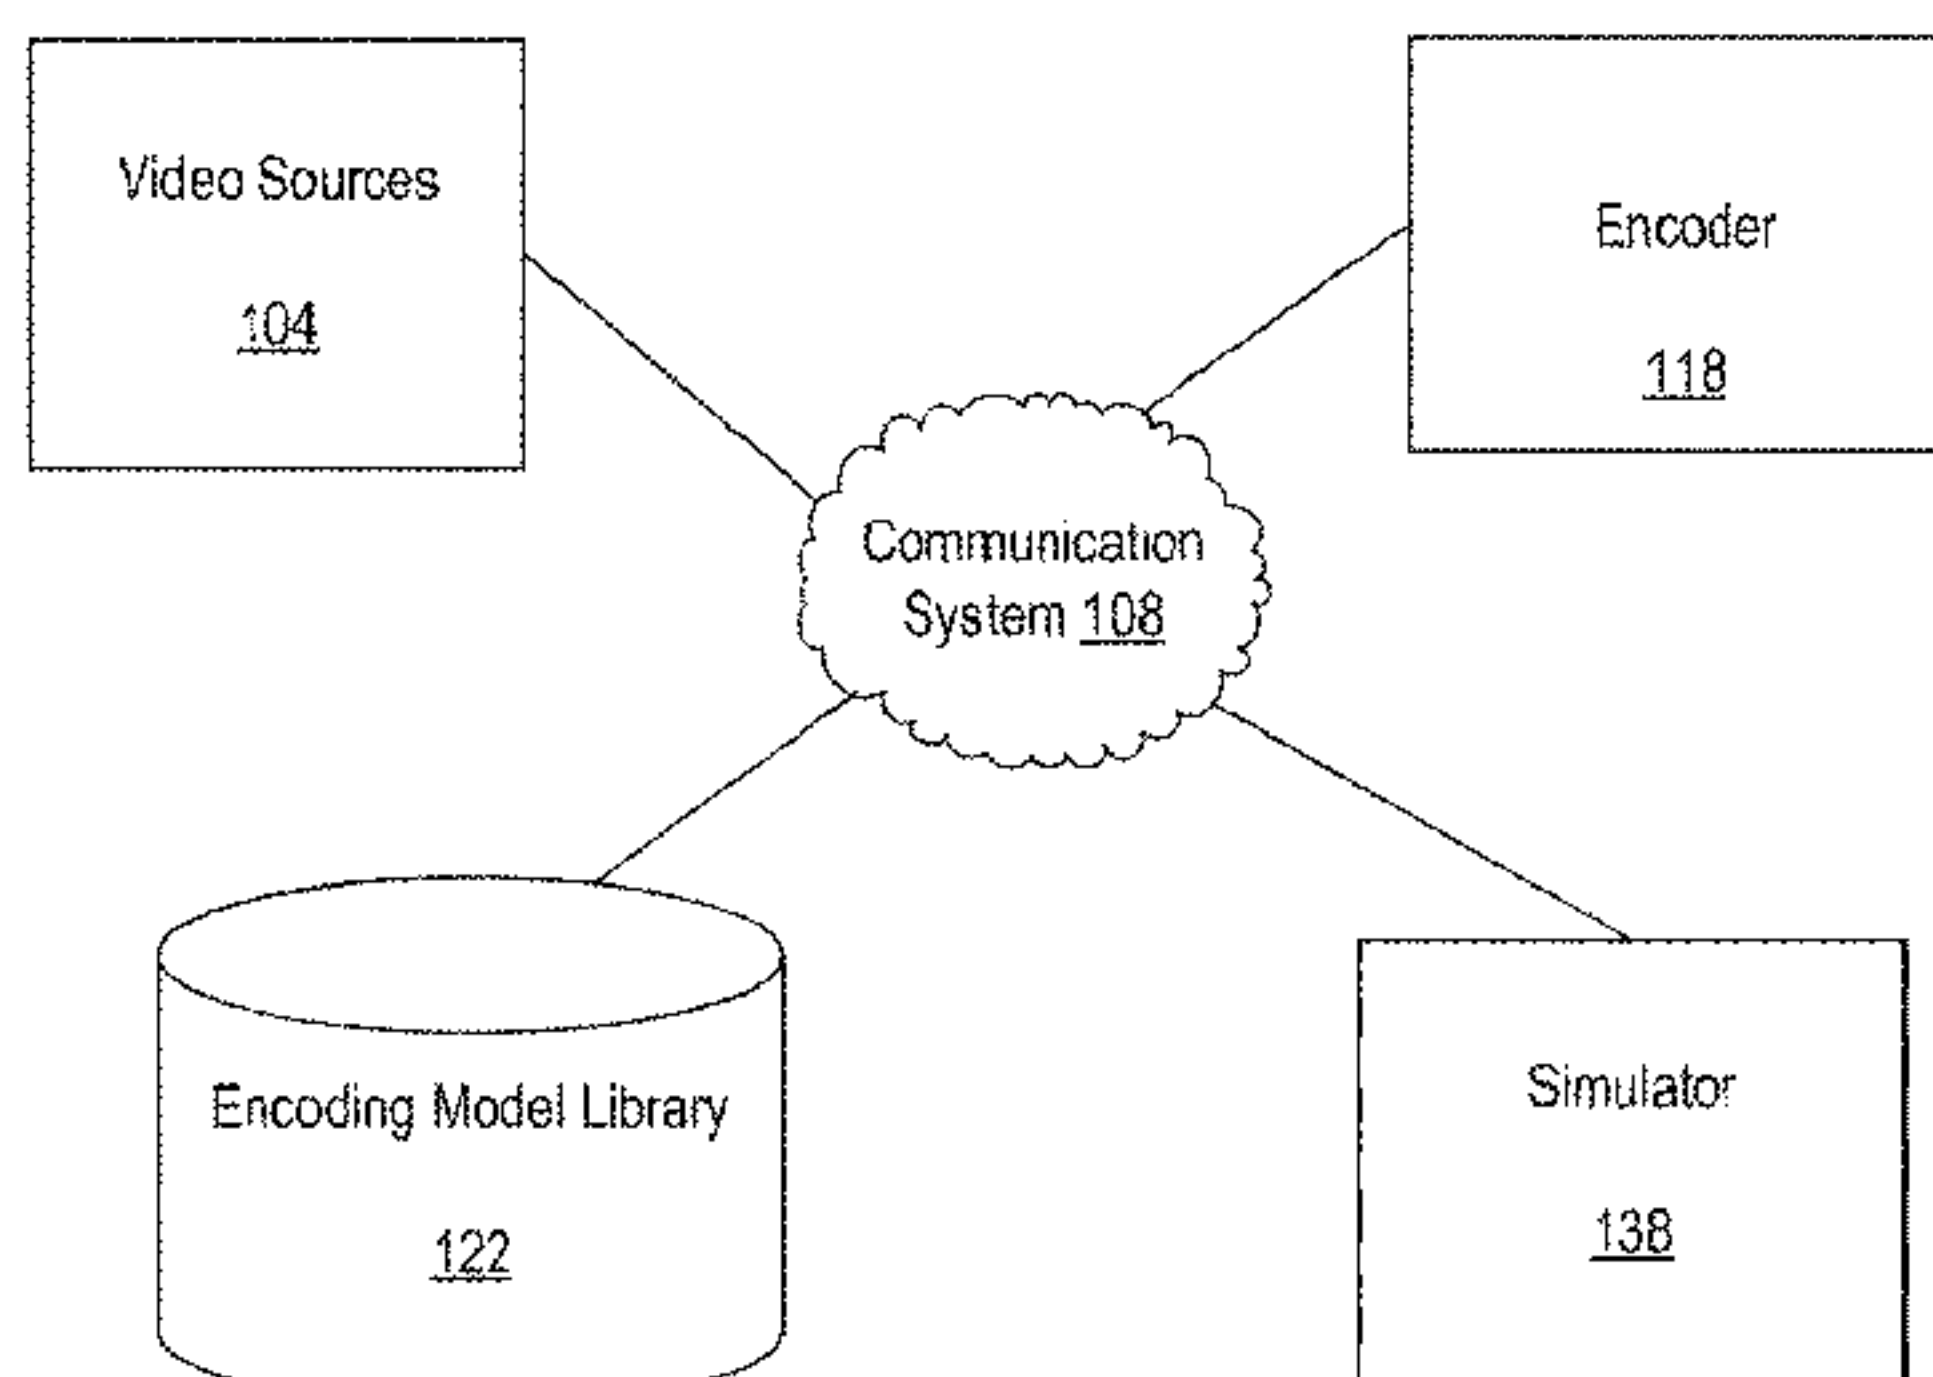 Video Sources
104
Encoder
118
Communication
System 108
Encoding Model Library
122
Simulator
138